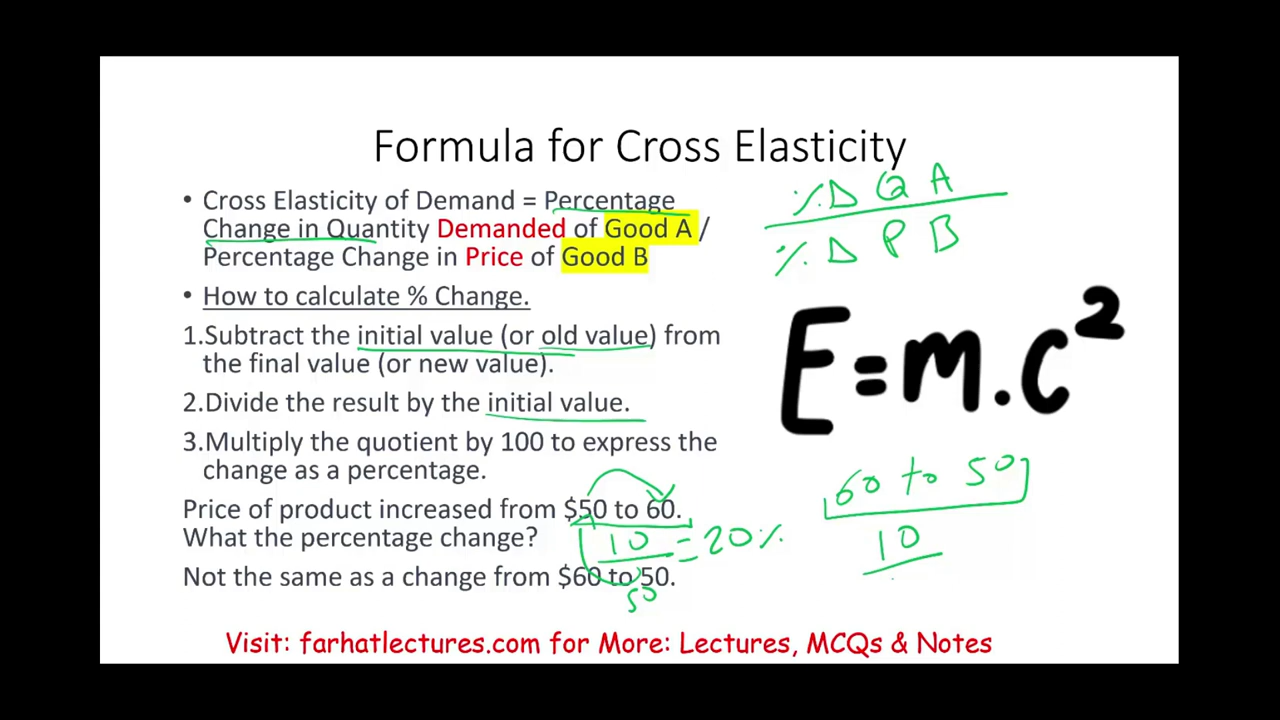 Formula for Cross Elasticity
• Cross Elasticity of Demand = Percentage
Change in Quantity Demanded of Good A /
Percentage Change in Price of Good B
• How to calculate % Change.
1.Subtract the initial value (or old value) from
the final value (or new value).
2.Divide the result by the initial value.
3.Multiply the quotient by 100 to express the
change as a percentage.
Price of product increased from $50 to 60.
What the percentage change?
Not the same as a change from $60 to 50.
10
50
= 20%
%Δ Q A
%Δ P B
E=m.c²
60 to 50
10
Visit: farhatlectures.com for More: Lectures, MCQs & Notes